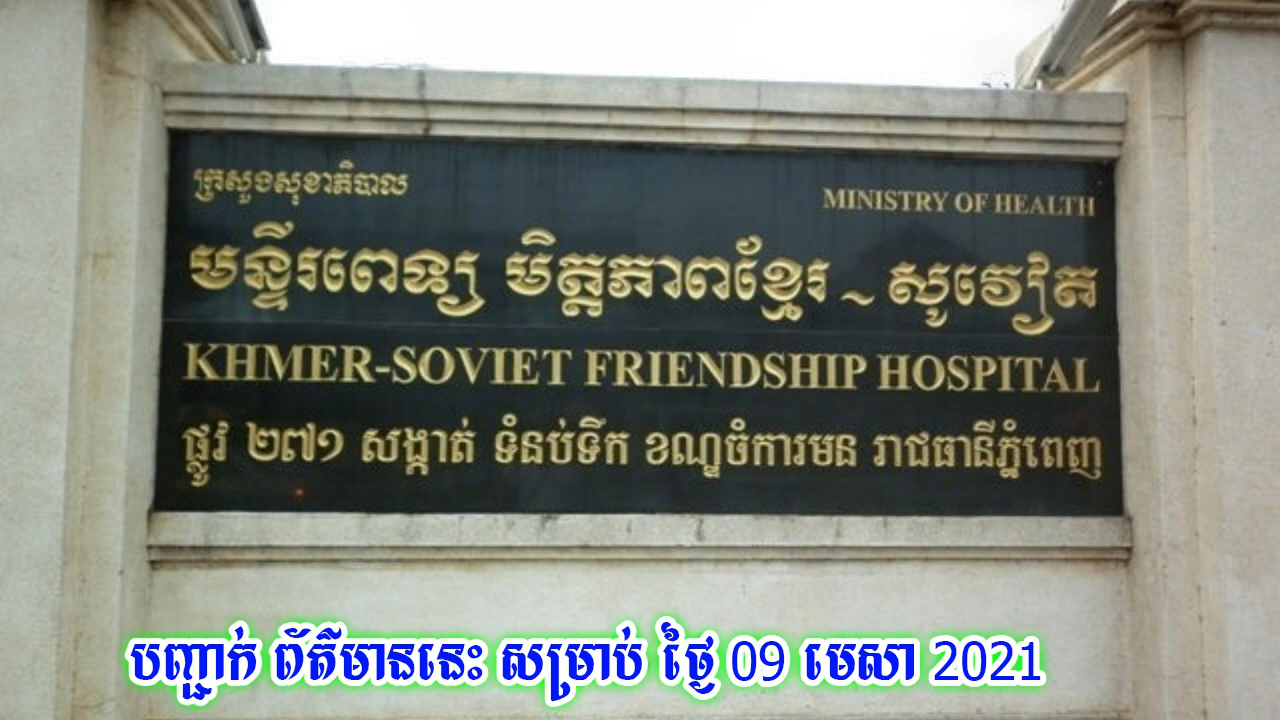 ក្រសួងសុខាភិបាល
MINISTRY OF HEALTH
មន្ទីរពេទ្យ មិត្តភាពខ្មែរ ~ សូវៀត
KHMER-SOVIET FRIENDSHIP HOSPITAL
ផ្លូវ ២៧១ សង្កាត់ ទំនប់ទឹក ខណ្ឌចំការមន រាជធានីភ្នំពេញ
បញ្ជាក់ ព័ត៌មាននេះ សម្រាប់ ថ្ងៃ 09 មេសា 2021